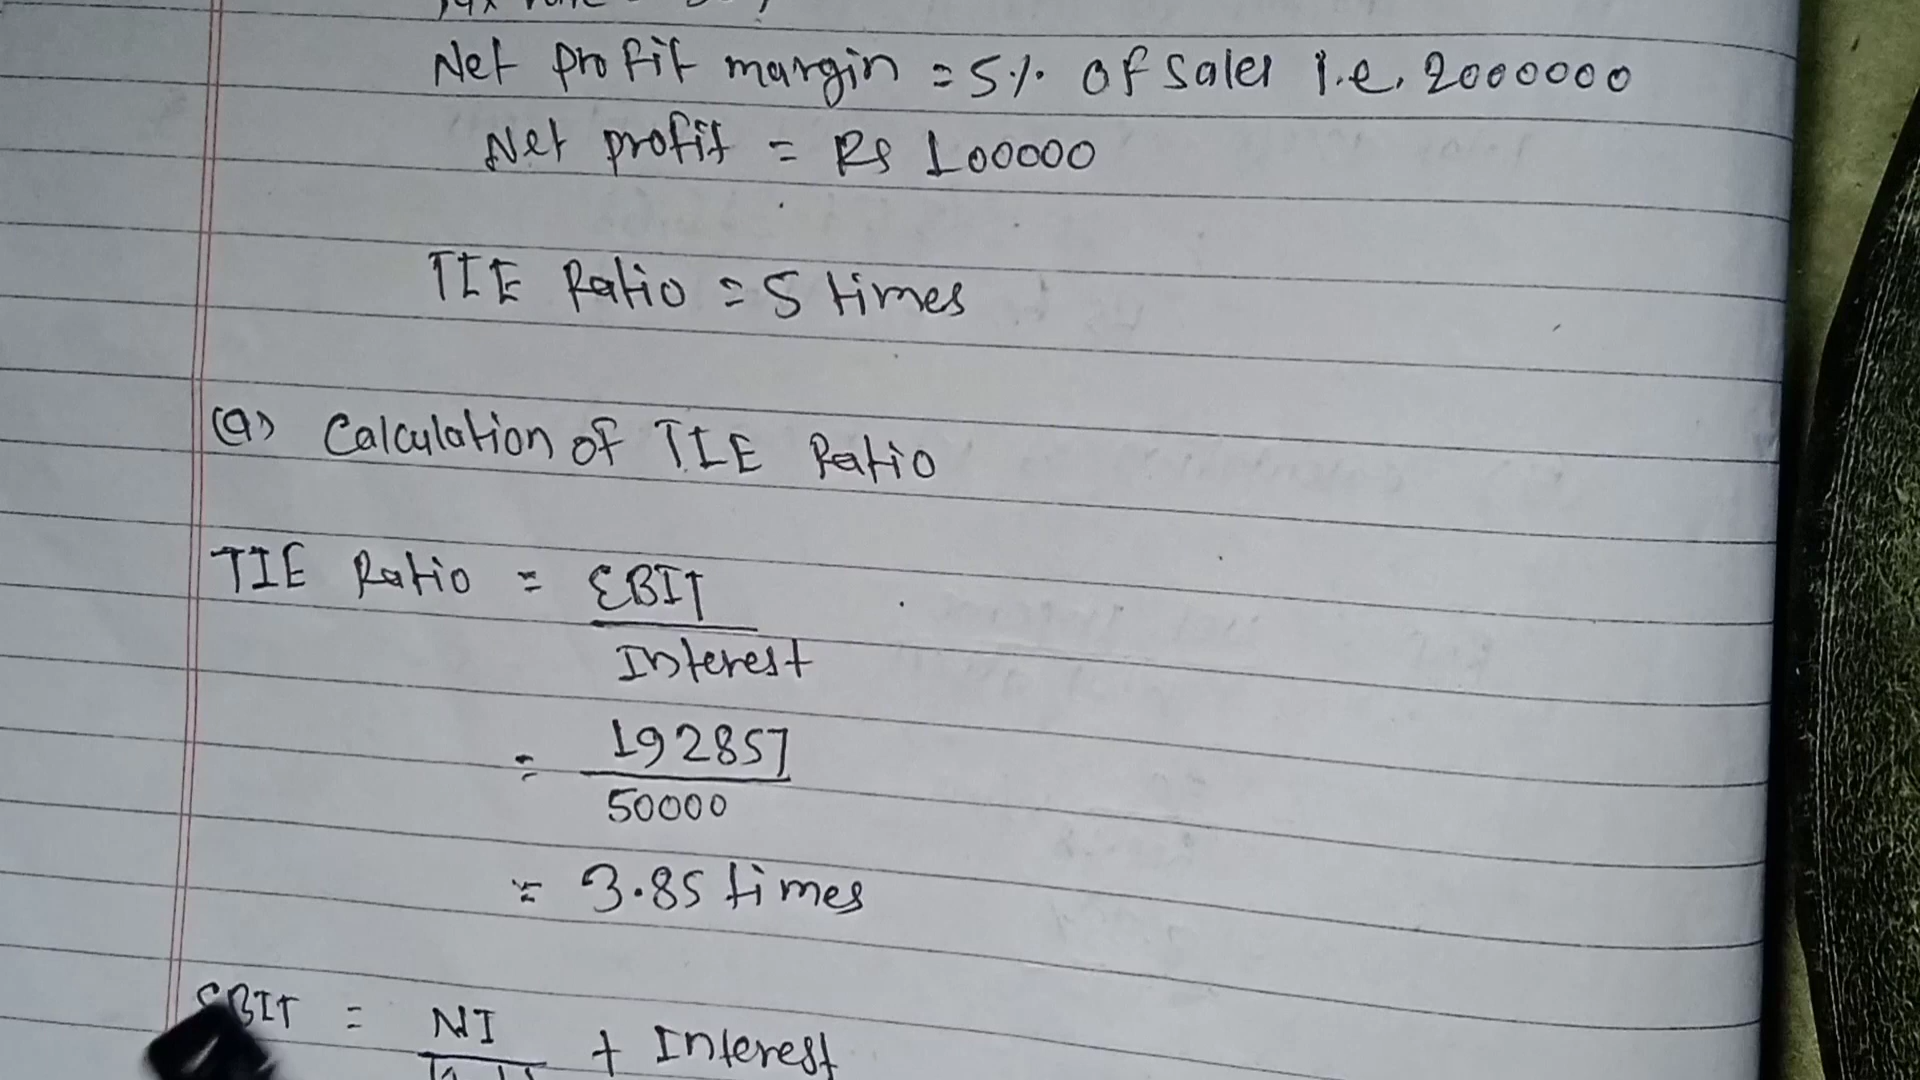 Net profit margin = 5% of sales i.e. 2000000
Net profit = Rs 100000
TIE Ratio = 5 times
(a) Calculation of TIE Ratio
TIE Ratio = EBIT
Interest
= 192857
50000
= 3.85 times
EBIT = NI + Interest